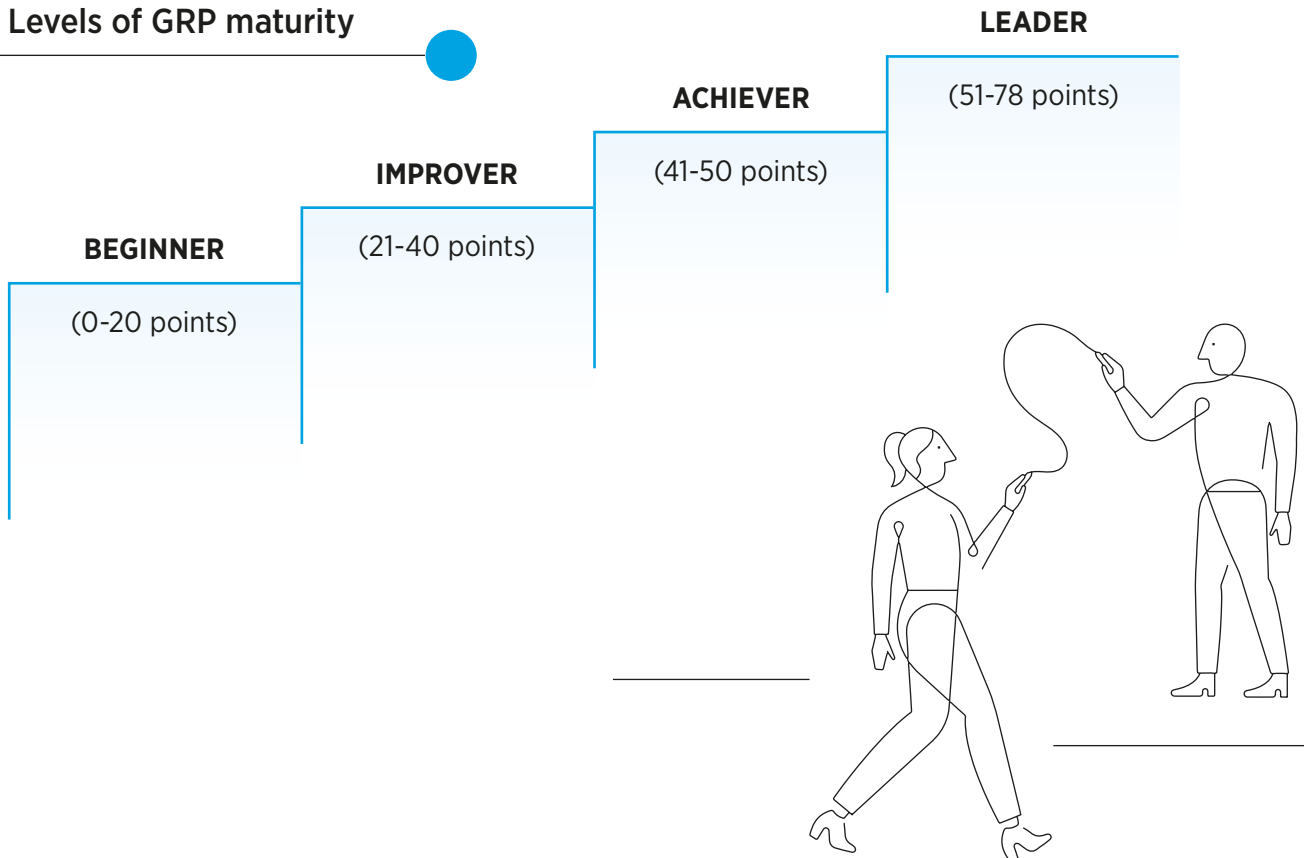 Levels of GRP maturity
LEADER
(51-78 points)
ACHIEVER
(41-50 points)
IMPROVER
(21-40 points)
BEGINNER
(0-20 points)